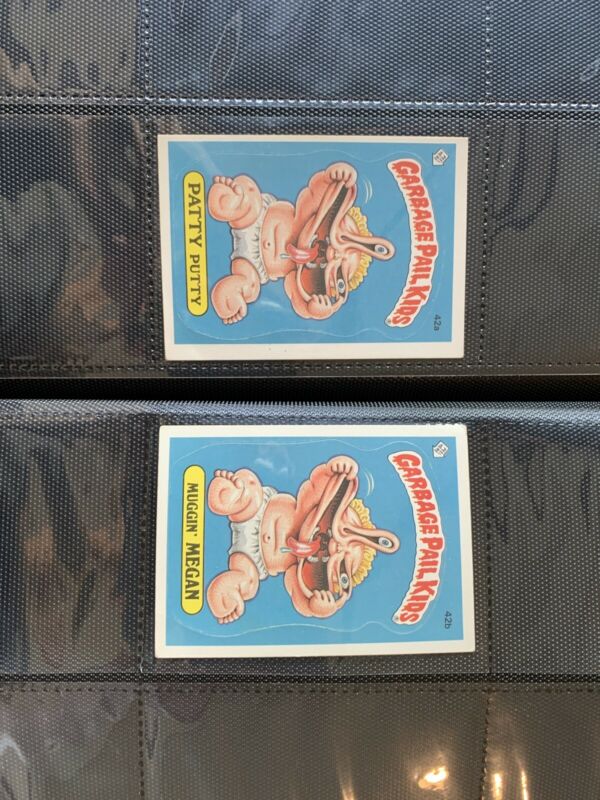 GARBAGE PAIL KIDS
42a
PATTY PUTTY
GARBAGE PAIL KIDS
42b
MUGGIN' MEGAN